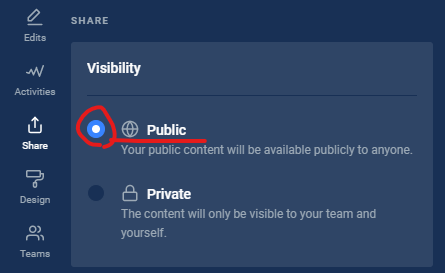 SHARE
Edits
Activities
Share
Design
Teams
Visibility
Public
Your public content will be available publicly to anyone.
Private
The content will only be visible to your team and
yourself.